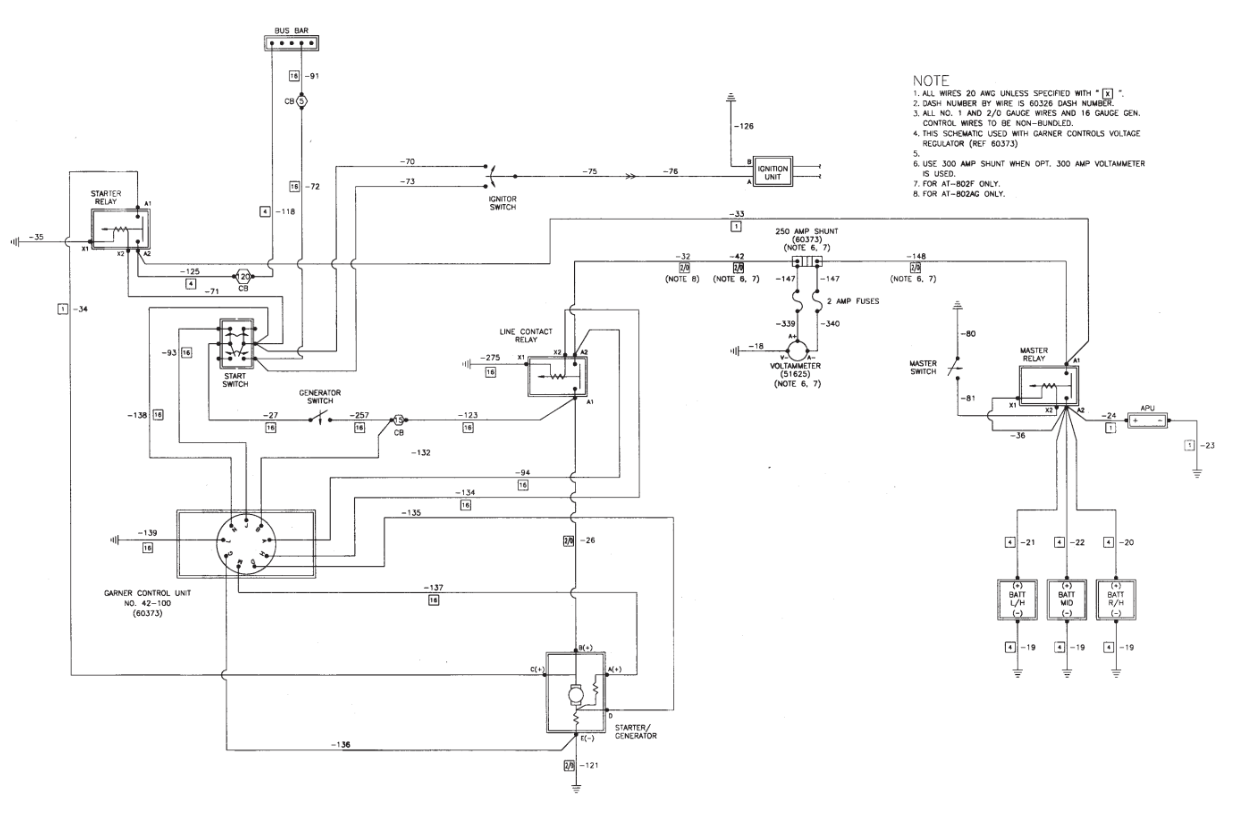 BUS BAR
16 -91
CB 5
NOTE
1. ALL WIRES 20 AWG UNLESS SPECIFIED WITH " X ".
2. DASH NUMBER BY WIRE IS 60326 DASH NUMBER.
3. ALL NO. 1 AND 2/0 GAUGE WIRES AND 16 GAUGE GEN.
CONTROL WIRES TO BE NON-BUNDLED.
4. THIS SCHEMATIC USED WITH GARNER CONTROLS VOLTAGE
REGULATOR (REF 60373)
5.
6. USE 300 AMP SHUNT WHEN OPT. 300 AMP VOLTAMMETER
IS USED.
7. FOR AT-802F ONLY.
8. FOR AT-802AG ONLY.
-126
B
A
IGNITION
UNIT
-70
-73
-75
-76
IGNITOR
SWITCH
16 -72
4 -118
STARTER
RELAY
A1
X1
X2
A2
-35
-125
4
120
CB
-71
1 -34
-33
1
250 AMP SHUNT
(60373)
(NOTE 6, 7)
-32
2/0
(NOTE 8)
-42
2/0
(NOTE 6, 7)
-148
2/0
(NOTE 6, 7)
-147
-147
2 AMP FUSES
-339
-340
A+
V-
A-
-18
VOLTAMMETER
(51625)
(NOTE 6, 7)
LINE CONTACT
RELAY
X2
A2
X1
A1
-275
16
-93 16
START
SWITCH
GENERATOR
SWITCH
-138 16
-27
16
-257
16
15
CB
-123
16
-132
-80
MASTER
SWITCH
-81
MASTER
RELAY
A1
X1
X2
A2
-36
-24
1
APU
+ -
1 -23
-94
16
-134
16
-135
N
J
B
L
A
G
H
E
D
-139
16
GARNER CONTROL UNIT
NO. 42-100
(60373)
2/0 -26
-137
16
4 -21
4 -22
4 -20
(+)
BATT
L/H
(-)
(+)
BATT
MID
(-)
(+)
BATT
R/H
(-)
4 -19
4 -19
4 -19
B(+)
C(+)
A(+)
D
E(-)
STARTER/
GENERATOR
-136
2/0 -121